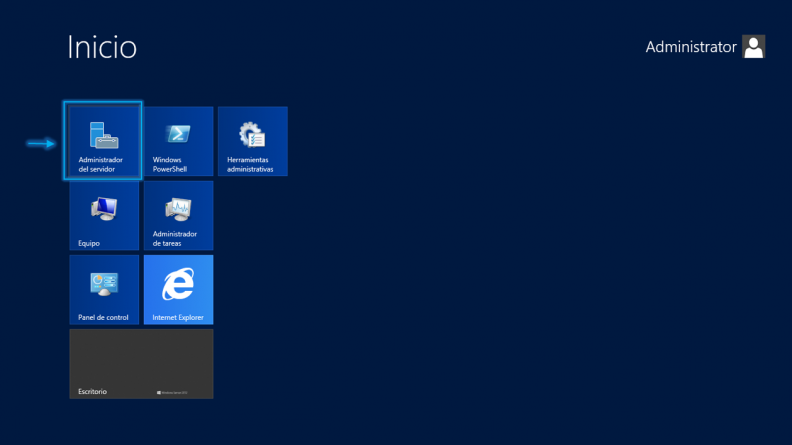 Inicio
Administrator
Administrador
del servidor
Windows
PowerShell
Herramientas
administrativas
Equipo
Administrador
de tareas
Panel de control
Internet Explorer
Escritorio